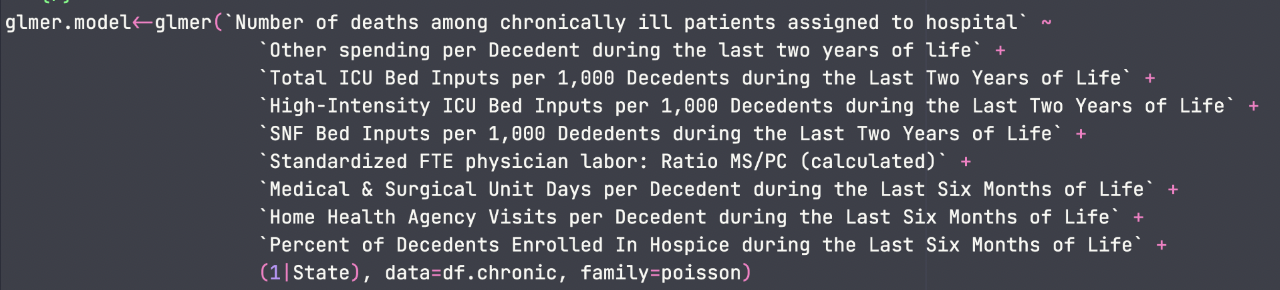 glmer.model<-glmer(`Number of deaths among chronically ill patients assigned to hospital` ~
`Other spending per Decedent during the last two years of life` +
`Total ICU Bed Inputs per 1,000 Decedents during the Last Two Years of Life` +
`High-Intensity ICU Bed Inputs per 1,000 Decedents during the Last Two Years of Life` +
`SNF Bed Inputs per 1,000 Dededents during the Last Two Years of Life` +
`Standardized FTE physician labor: Ratio MS/PC (calculated)` +
`Medical & Surgical Unit Days per Decedent during the Last Six Months of Life` +
`Home Health Agency Visits per Decedent during the Last Six Months of Life` +
`Percent of Decedents Enrolled In Hospice during the Last Six Months of Life` +
(1|State), data=df.chronic, family=poisson)